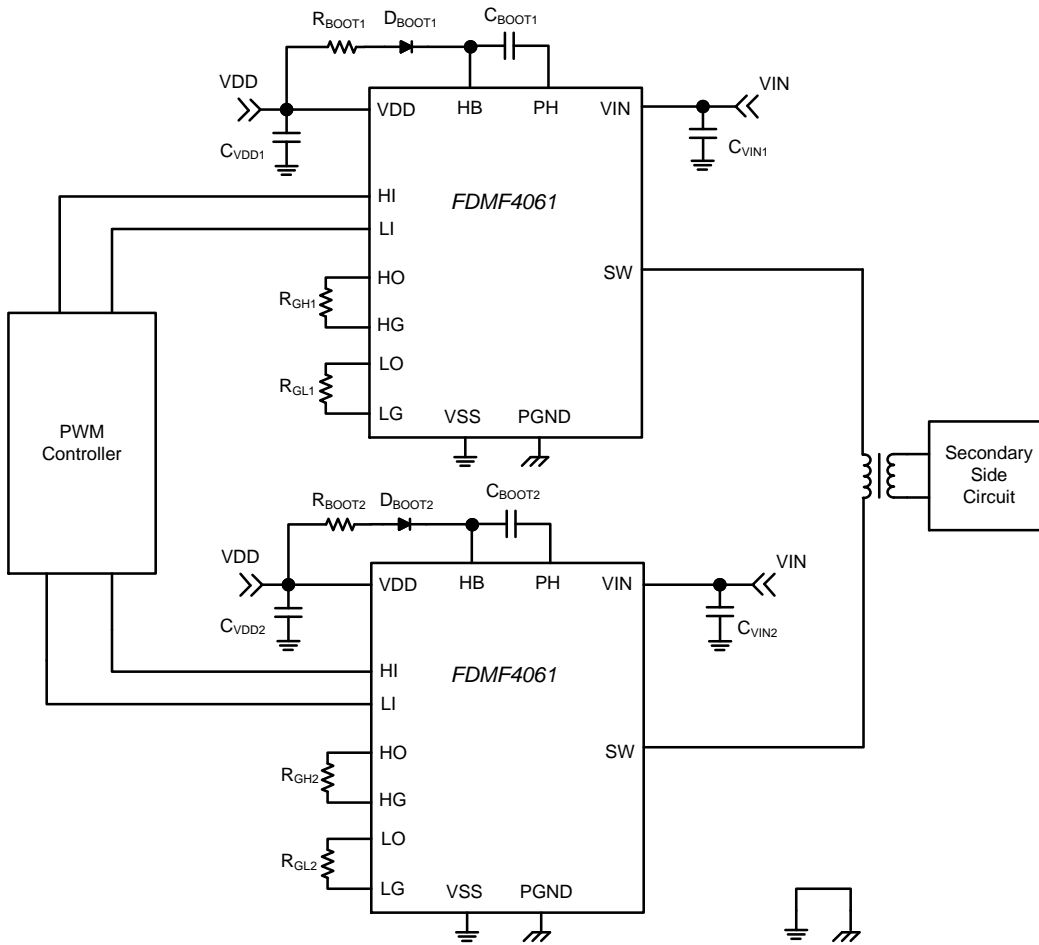 RBOOT1 DBOOT1 CBOOT1
VDD VDD HB PH VIN VIN
CVDD1 CVIN1
HI
FDMF4061
LI
SW
HO
RGH1
HG
LO
RGL1
LG VSS PGND
PWM
Controller
Secondary
Side
Circuit
RBOOT2 DBOOT2 CBOOT2
VDD VDD HB PH VIN VIN
CVDD2 CVIN2
HI
FDMF4061
LI
SW
HO
RGH2
HG
LO
RGL2
LG VSS PGND